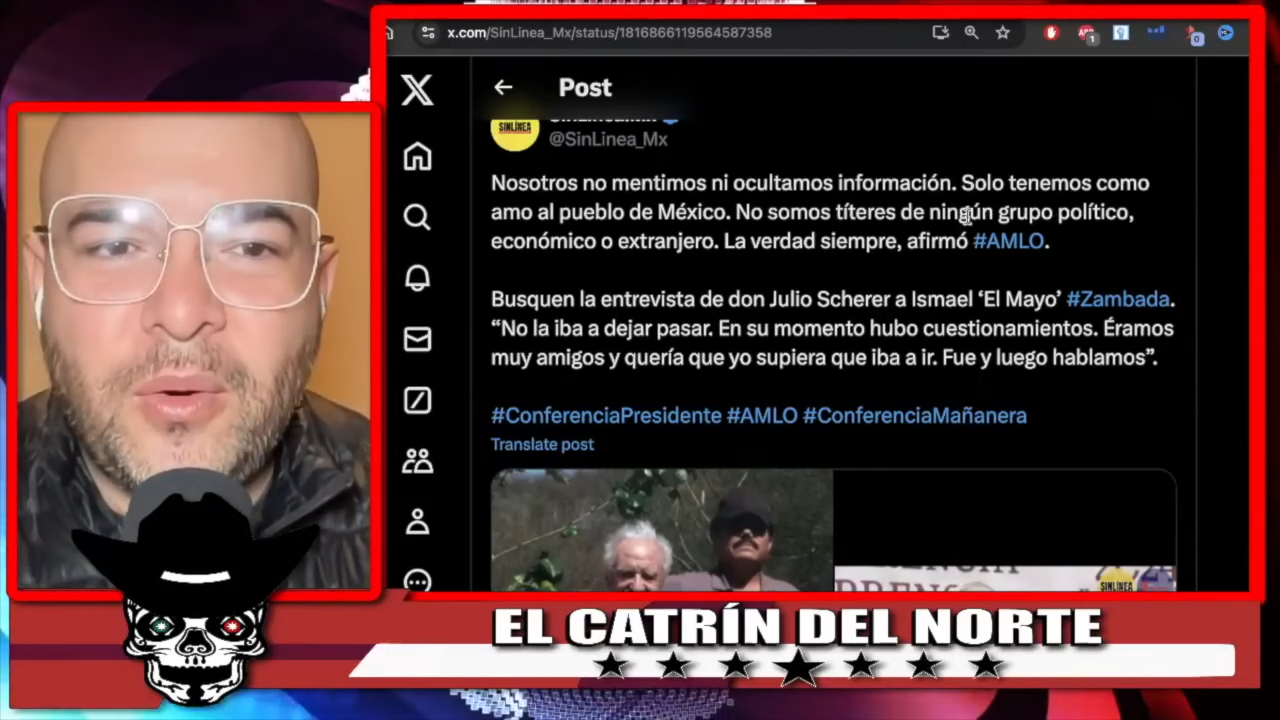 x.com/SinLinea_Mx/status/1816866119564587358
Post
SINLÍNEA
@SinLinea_Mx
Nosotros no mentimos ni ocultamos información. Solo tenemos como
amo al pueblo de México. No somos títeres de ningún grupo político,
económico o extranjero. La verdad siempre, afirmó #AMLO.
Busquen la entrevista de don Julio Scherer a Ismael ‘El Mayo’ #Zambada.
“No la iba a dejar pasar. En su momento hubo cuestionamientos. Éramos
muy amigos y quería que yo supiera que iba a ir. Fue y luego hablamos”.
#ConferenciaPresidente #AMLO #ConferenciaMañanera
Translate post
SINLÍNEA
EL CATRÍN DEL NORTE